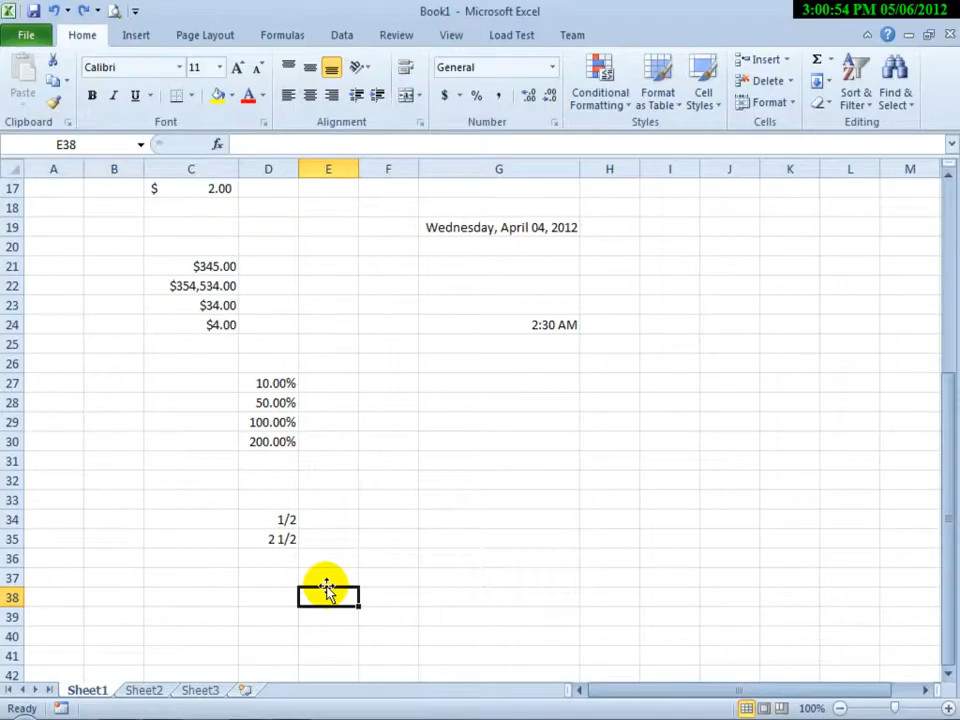 Book1 - Microsoft Excel
3:00:54 PM 05/06/2012
File Home Insert Page Layout Formulas Data Review View Load Test Team
Paste
Calibri 11
B I U A
General
$ % ,
Conditional Formatting
Format as Table
Cell Styles
Insert
Delete
Format
Sort & Filter
Find & Select
Clipboard Font Alignment Number Styles Cells Editing
E38 fx
A B C D E F G H I J K L M
17 $ 2.00
18
19 Wednesday, April 04, 2012
20
21 $345.00
22 $354,534.00
23 $34.00
24 $4.00 2:30 AM
25
26
27 10.00%
28 50.00%
29 100.00%
30 200.00%
31
32
33
34 1/2
35 2 1/2
36
37
38
39
40
41
42
Sheet1 Sheet2 Sheet3
Ready 100%